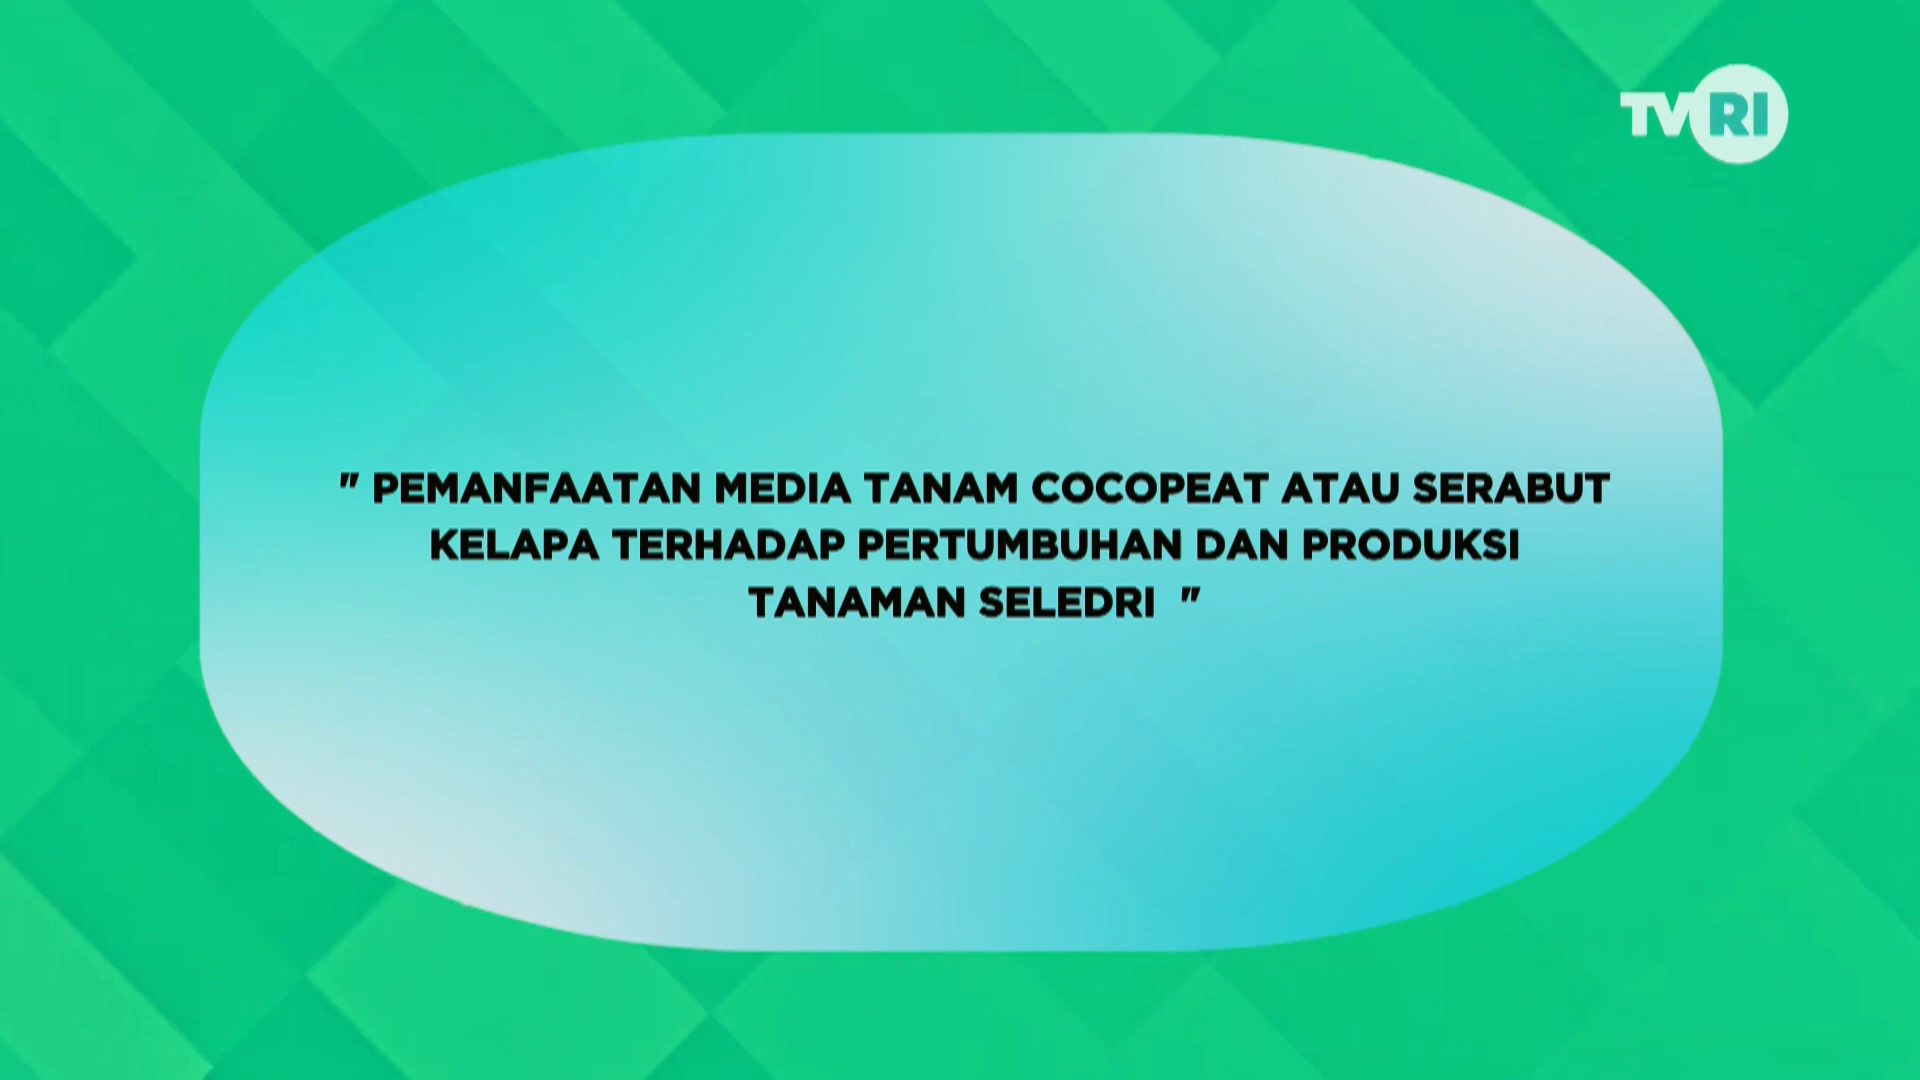 TVRI
" PEMANFAATAN MEDIA TANAM COCOPEAT ATAU SERABUT
KELAPA TERHADAP PERTUMBUHAN DAN PRODUKSI
TANAMAN SELEDRI "